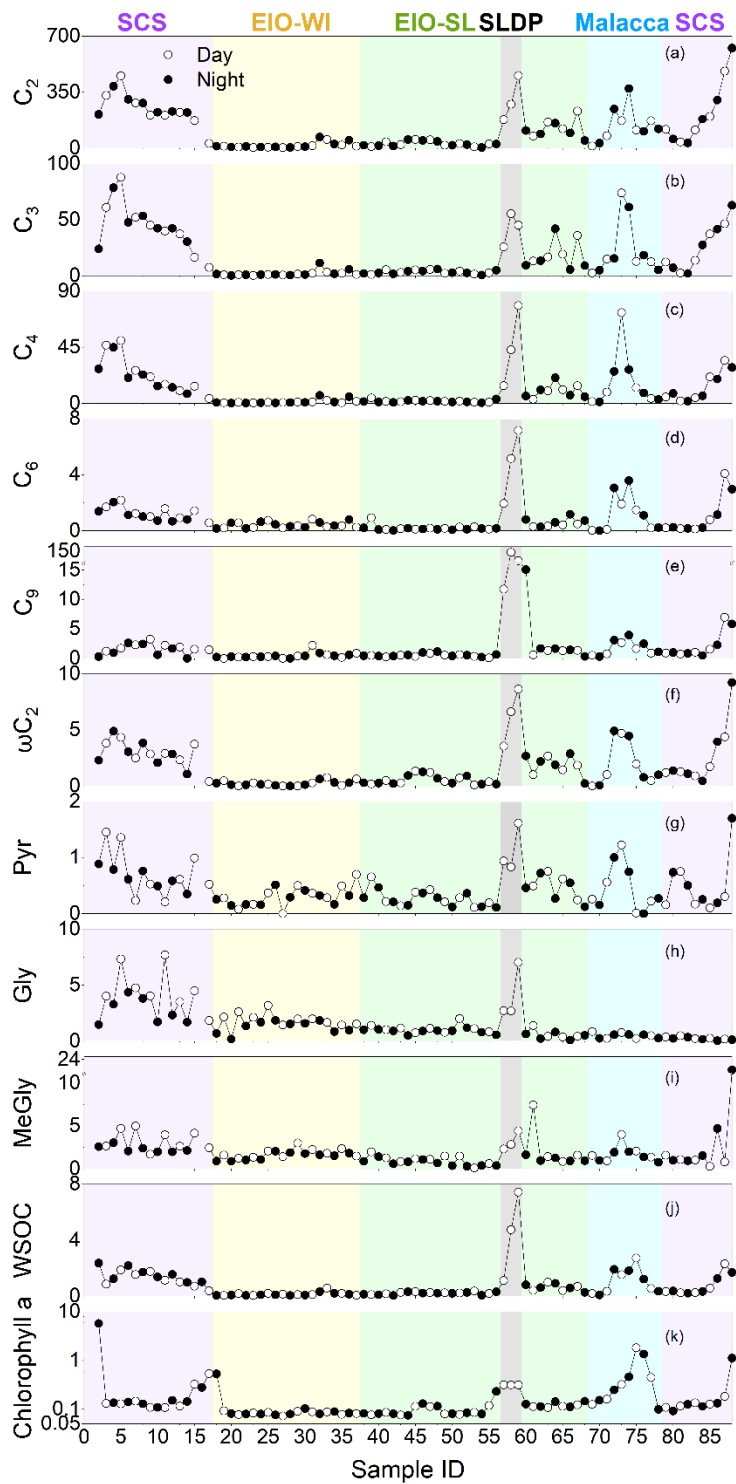 SCS EIO-WI EIO-SL SLDP Malacca SCS
Day
Night
(a)
C2
700
350
0
(b)
C3
100
50
0
(c)
C4
90
45
0
(d)
C6
8
4
0
(e)
C9
150
15
10
5
0
(f)
ωC2
10
5
0
(g)
Pyr
2
1
0
(h)
Gly
10
5
0
(i)
MeGly
24
10
5
0
(j)
WSOC
8
4
0
(k)
Chlorophyll a
10
1
0.1
0.05
0 5 10 15 20 25 30 35 40 45 50 55 60 65 70 75 80 85
Sample ID